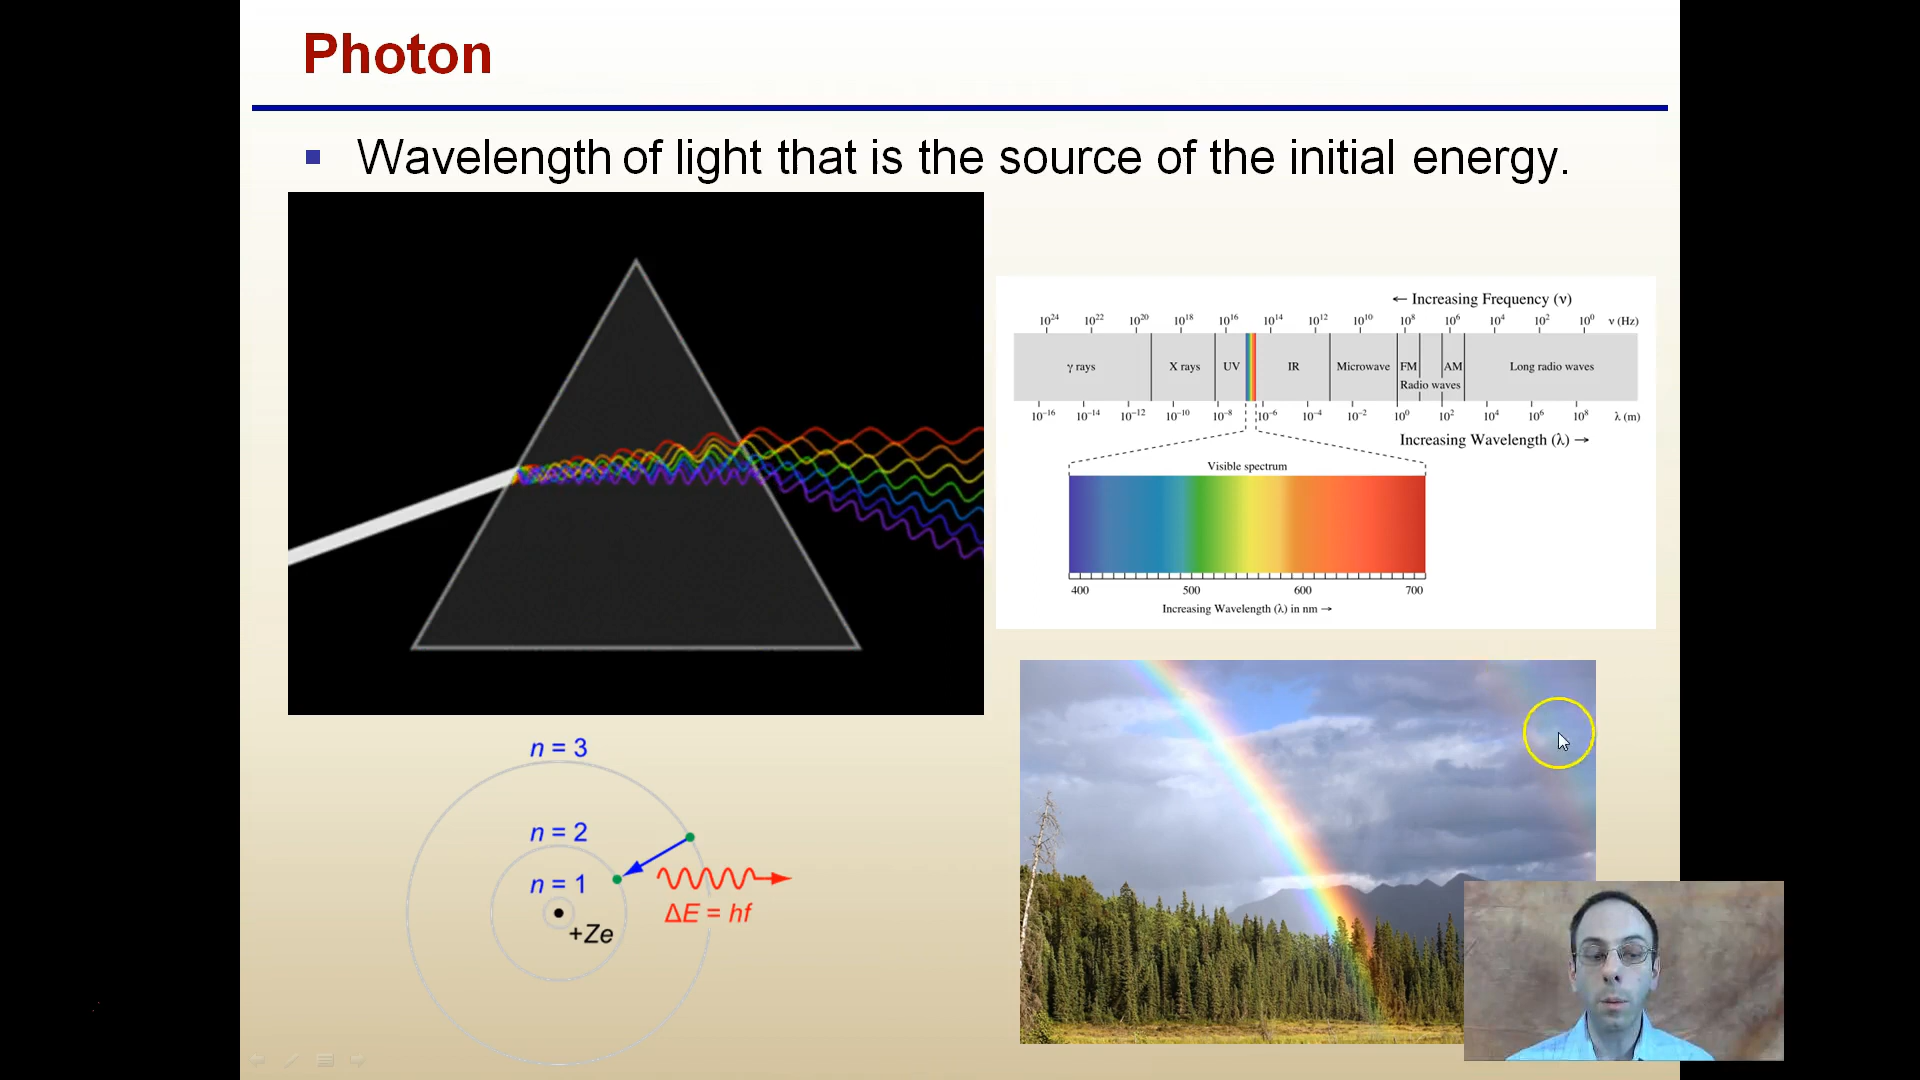 Photon
▪ Wavelength of light that is the source of the initial energy.
← Increasing Frequency (ν)
10²⁴ 10²² 10²⁰ 10¹⁸ 10¹⁶ 10¹⁴ 10¹² 10¹⁰ 10⁸ 10⁶ 10⁴ 10² 10⁰ ν (Hz)
γ rays X rays UV IR Microwave FM AM Long radio waves
Radio waves
10⁻¹⁶ 10⁻¹⁴ 10⁻¹² 10⁻¹⁰ 10⁻⁸ 10⁻⁶ 10⁻⁴ 10⁻² 10⁰ 10² 10⁴ 10⁶ 10⁸ λ (m)
Increasing Wavelength (λ) →
Visible spectrum
400 500 600 700
Increasing Wavelength (λ) in nm →
n = 3
n = 2
n = 1
+Ze
ΔE = hf